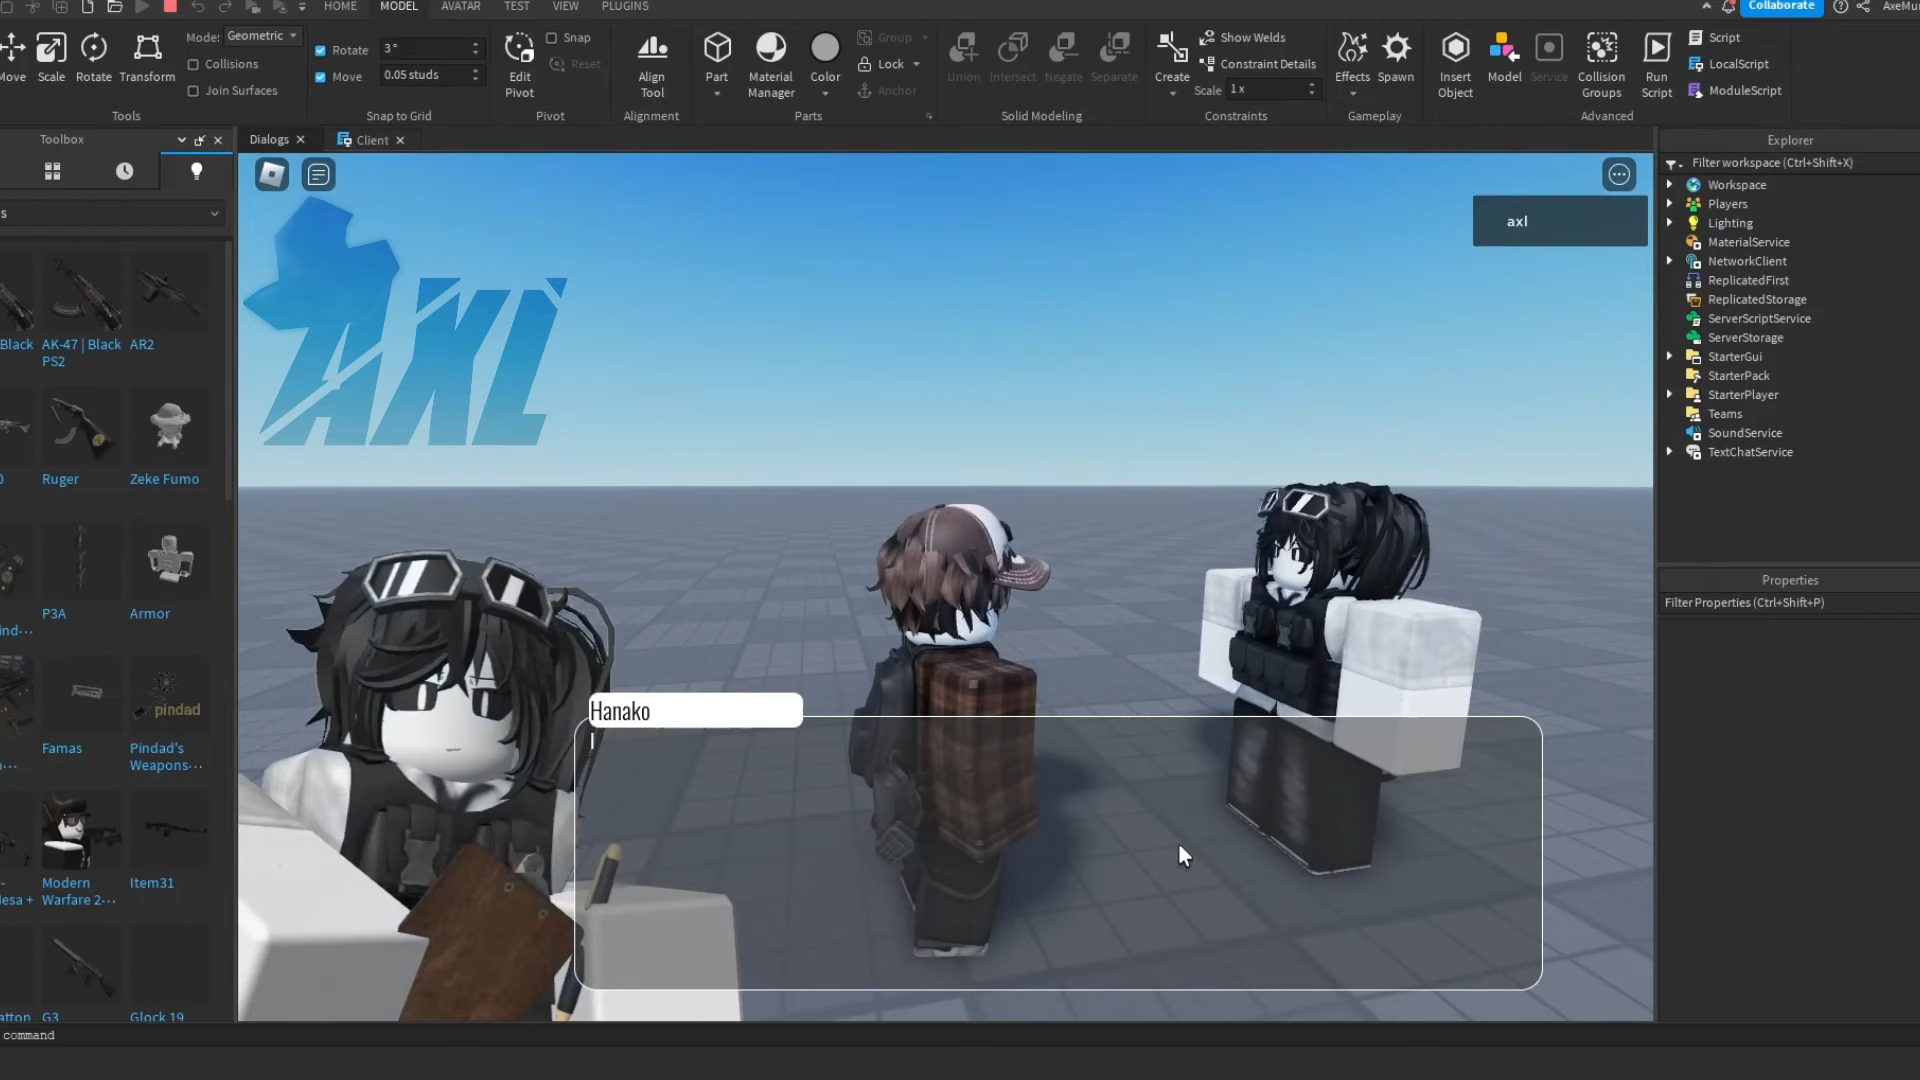 HOME MODEL AVATAR TEST VIEW PLUGINS
Collaborate
Move Scale Rotate Transform
Mode: Geometric
Collisions
Join Surfaces
Tools
Rotate 3 °
Move 0.05 studs
Snap to Grid
Edit Pivot
Snap
Reset
Pivot
Align Tool
Alignment
Part
Material Manager
Color
Group
Lock
Anchor
Parts
Union Intersect Negate Separate
Solid Modeling
Create
Show Welds
Constraint Details
Scale 1 x
Constraints
Effects Spawn
Gameplay
Insert Object
Model
Service
Collision Groups
Run Script
Script
LocalScript
ModuleScript
Advanced
Toolbox
Dialogs
Client
Explorer
Filter workspace (Ctrl+Shift+X)
Workspace
Players
Lighting
MaterialService
NetworkClient
ReplicatedFirst
ReplicatedStorage
ServerScriptService
ServerStorage
StarterGui
StarterPack
StarterPlayer
Teams
SoundService
TextChatService
Properties
Filter Properties (Ctrl+Shift+P)
Black
AK-47 | Black
PS2
AR2
Ruger
Zeke Fumo
P3A
Armor
pindad
Famas
Pindad's
Weapons...
Modern
Warfare 2...
Item31
G3
Glock 19
AXL
axl
Hanako
I
command